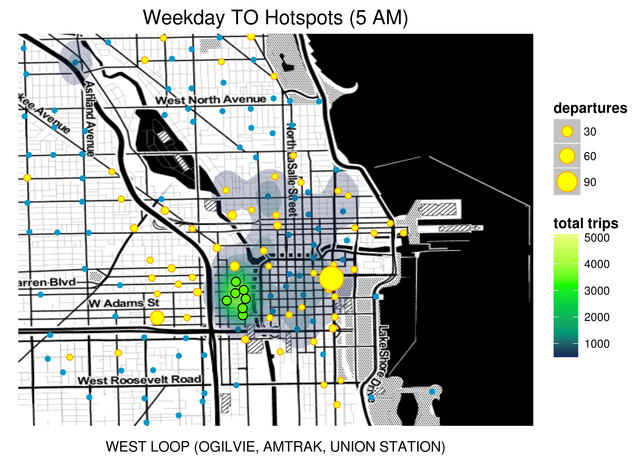 Weekday TO Hotspots (5 AM)
Ashland Avenue
West North Avenue
kee Avenue
North LaSalle Street
arren Blvd
W Adams St
Lake Shore Drive
West Roosevelt Road
departures
30
60
90
total trips
5000
4000
3000
2000
1000
WEST LOOP (OGILVIE, AMTRAK, UNION STATION)